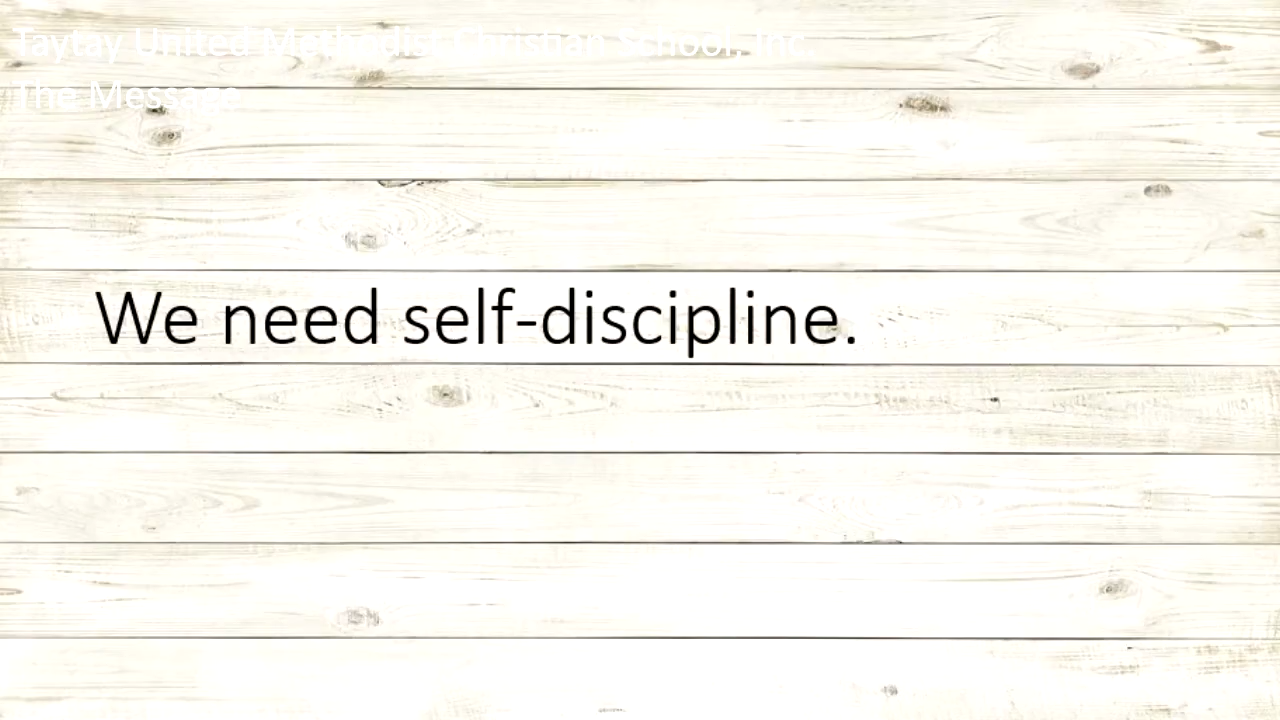 Taytay United Methodist Christian School, Inc.
The Message
We need self-discipline.